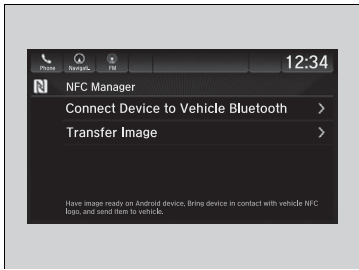 Phone Navigati.. FM 12:34
NFC Manager
Connect Device to Vehicle Bluetooth
Transfer Image
Have image ready on Android device, Bring device in contact with vehicle NFC
logo, and send item to vehicle.